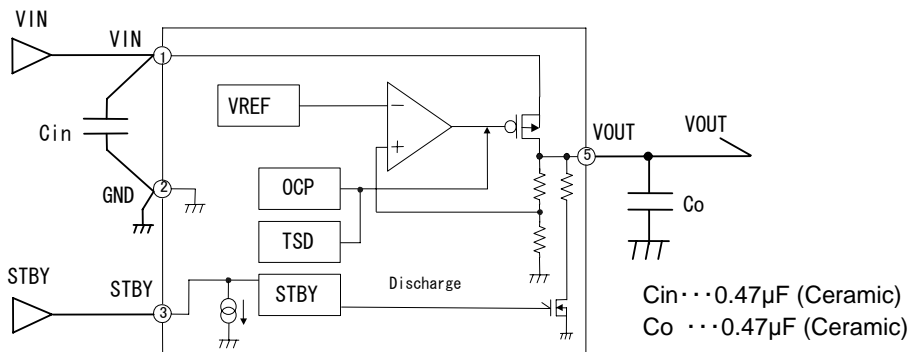 VIN
VIN
1
VREF
−
+
VOUT
5
VOUT
Cin
GND
2
OCP
TSD
Co
STBY
STBY
3
STBY
Discharge
Cin･･･0.47µF (Ceramic)
Co ･･･0.47µF (Ceramic)